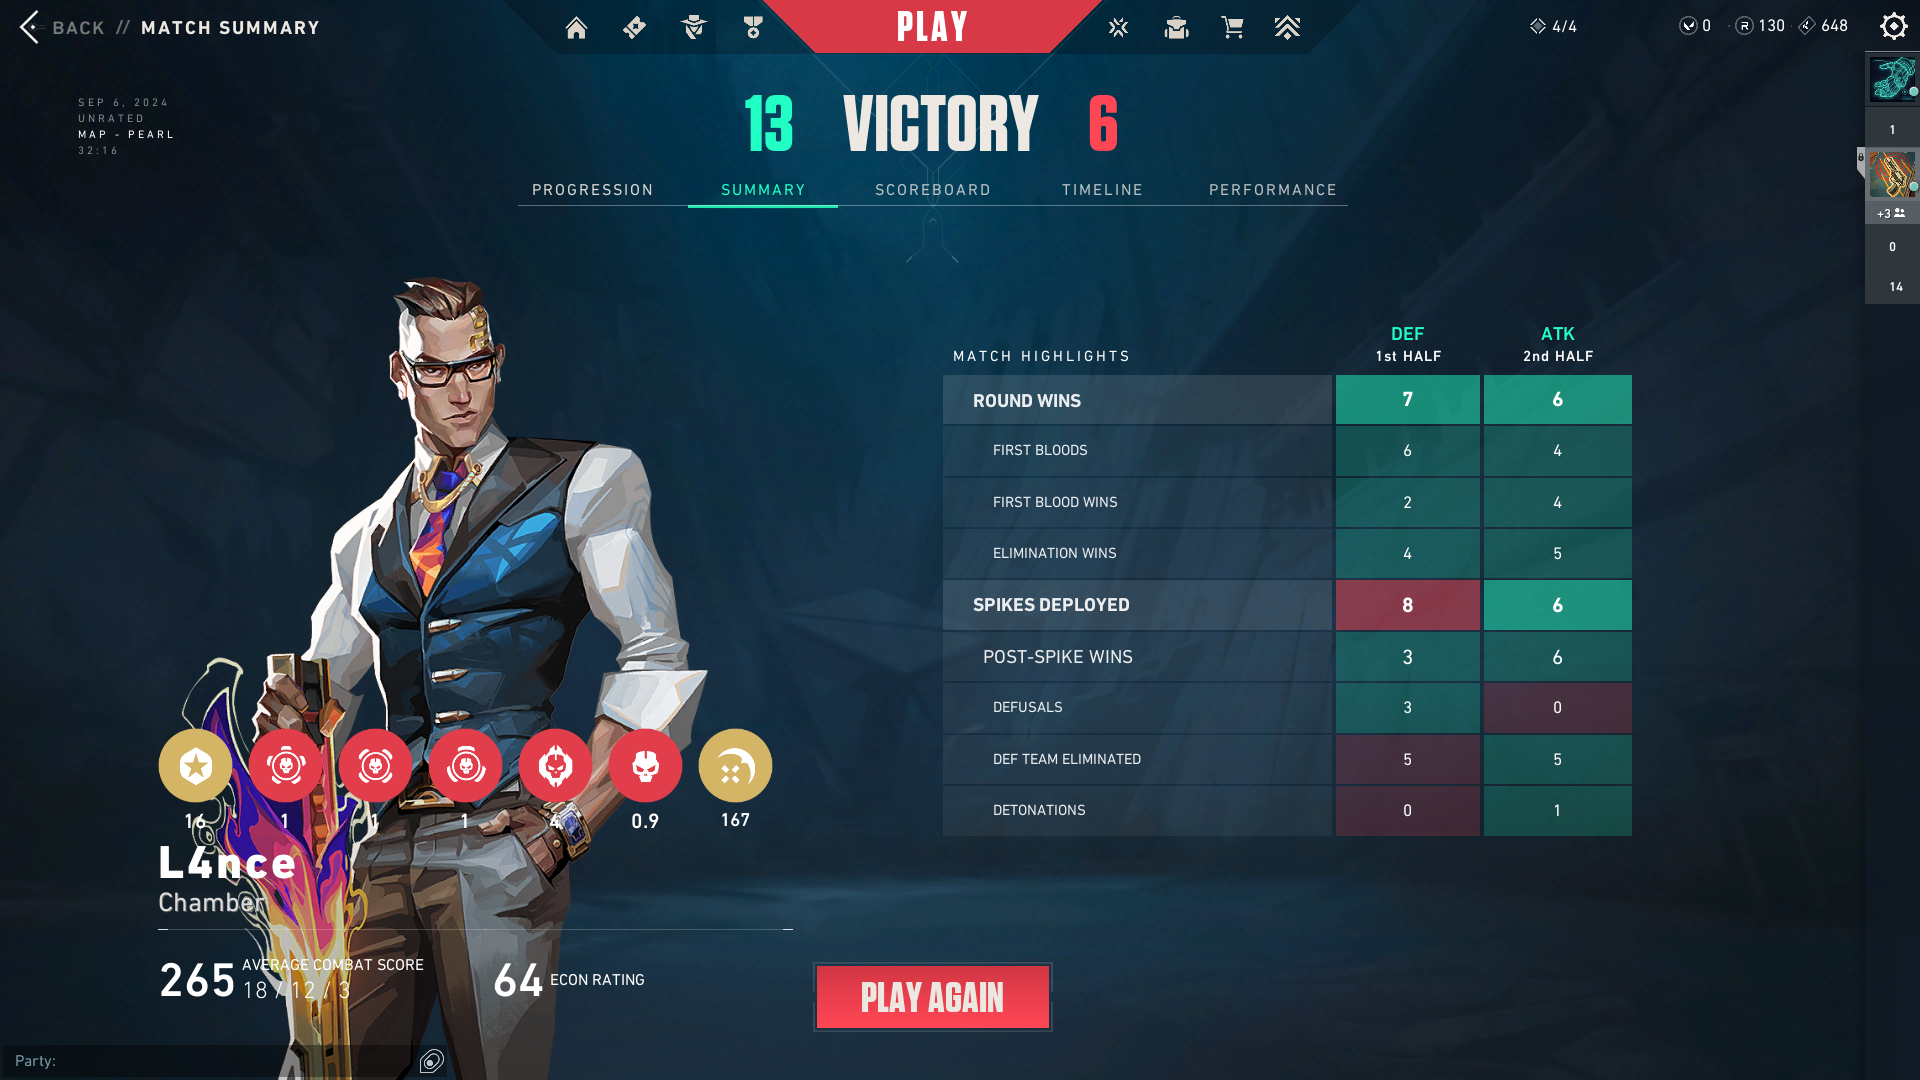 BACK // MATCH SUMMARY
PLAY
4/4
0
130
648
SEP 6, 2024
UNRATED
MAP - PEARL
32:16
13 VICTORY 6
PROGRESSION SUMMARY SCOREBOARD TIMELINE PERFORMANCE
1
+3
0
14
DEF ATK
MATCH HIGHLIGHTS 1st HALF 2nd HALF
ROUND WINS 7 6
FIRST BLOODS 6 4
FIRST BLOOD WINS 2 4
ELIMINATION WINS 4 5
SPIKES DEPLOYED 8 6
POST-SPIKE WINS 3 6
DEFUSALS 3 0
DEF TEAM ELIMINATED 5 5
DETONATIONS 0 1
16 1 1 1 4 0.9 167
L4nce
Chamber
265 AVERAGE COMBAT SCORE
18 / 12 / 3
64 ECON RATING
PLAY AGAIN
Party: